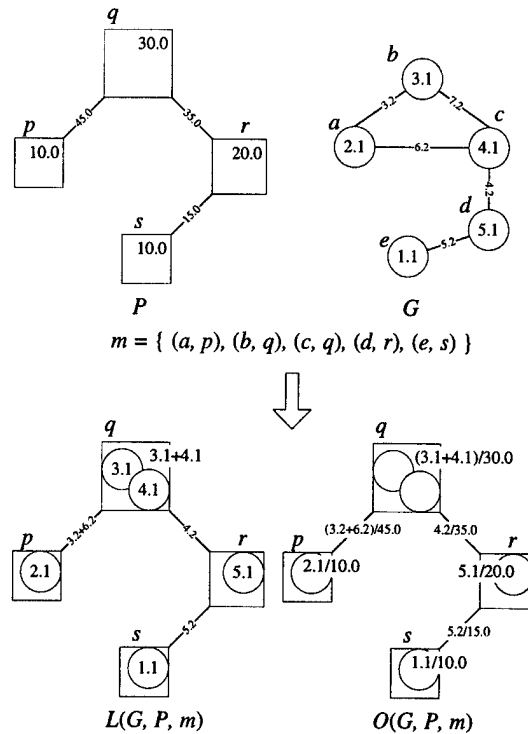 q
30.0
45.0
35.0
p
10.0
r
20.0
15.0
s
10.0
P
b
3.1
3.2
7.2
a
2.1
c
4.1
6.2
4.2
d
5.1
e
1.1
5.2
G
m = { (a, p), (b, q), (c, q), (d, r), (e, s) }
q
3.1
3.1+4.1
4.1
3.2+6.2
4.2
p
2.1
r
5.1
5.2
s
1.1
L(G, P, m)
q
(3.1+4.1)/30.0
(3.2+6.2)/45.0
4.2/35.0
p
2.1/10.0
r
5.1/20.0
5.2/15.0
s
1.1/10.0
O(G, P, m)